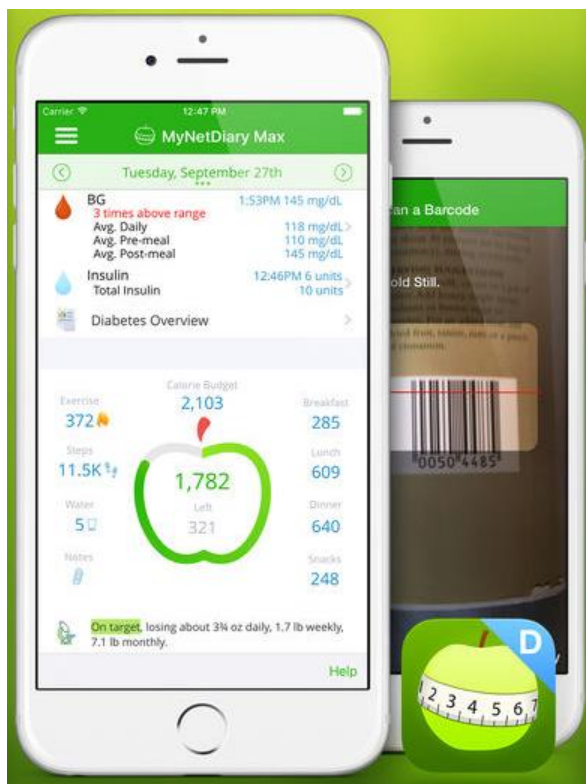 Carrier 12:47 PM
MyNetDiary Max
Tuesday, September 27th
BG 1:53PM 145 mg/dL
3 times above range
Avg. Daily 118 mg/dL
Avg. Pre-meal 110 mg/dL
Avg. Post-meal 145 mg/dL
Insulin 12:46PM 6 units
Total Insulin 10 units
Diabetes Overview
Calorie Budget
2,103
Exercise
372
Steps
11.5K
Water
5
Notes
1,782
Left
321
Breakfast
285
Lunch
609
Dinner
640
Snacks
248
On target, losing about 3¾ oz daily, 1.7 lb weekly,
7.1 lb monthly.
Help
an a Barcode
old Still.
0050 4485
D
1 2 3 4 5 6 7